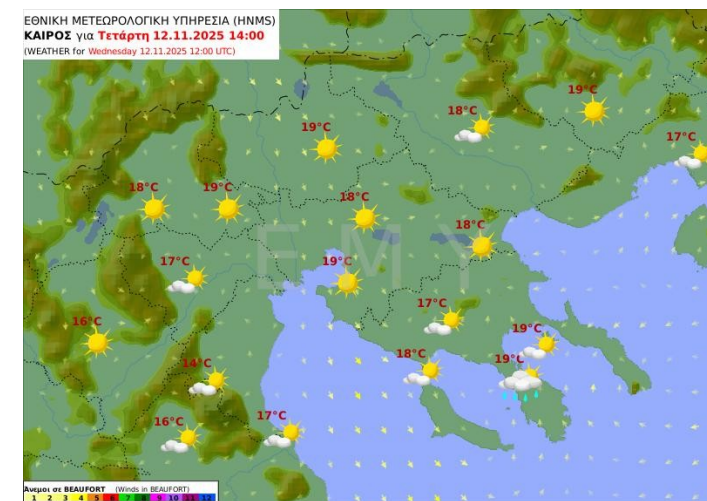 ΕΘΝΙΚΗ ΜΕΤΕΩΡΟΛΟΓΙΚΗ ΥΠΗΡΕΣΙΑ (HNMS)
ΚΑΙΡΟΣ για Τετάρτη 12.11.2025 14:00
(WEATHER for Wednesday 12.11.2025 12:00 UTC)
19°C
18°C
19°C
17°C
18°C
19°C
18°C
18°C
17°C
19°C
16°C
17°C
19°C
14°C
18°C
19°C
16°C
17°C
Ε Μ Υ
Άνεμοι σε BEAUFORT (Winds in BEAUFORT)
1 2 3 4 5 6 7 8 9 10 11 12